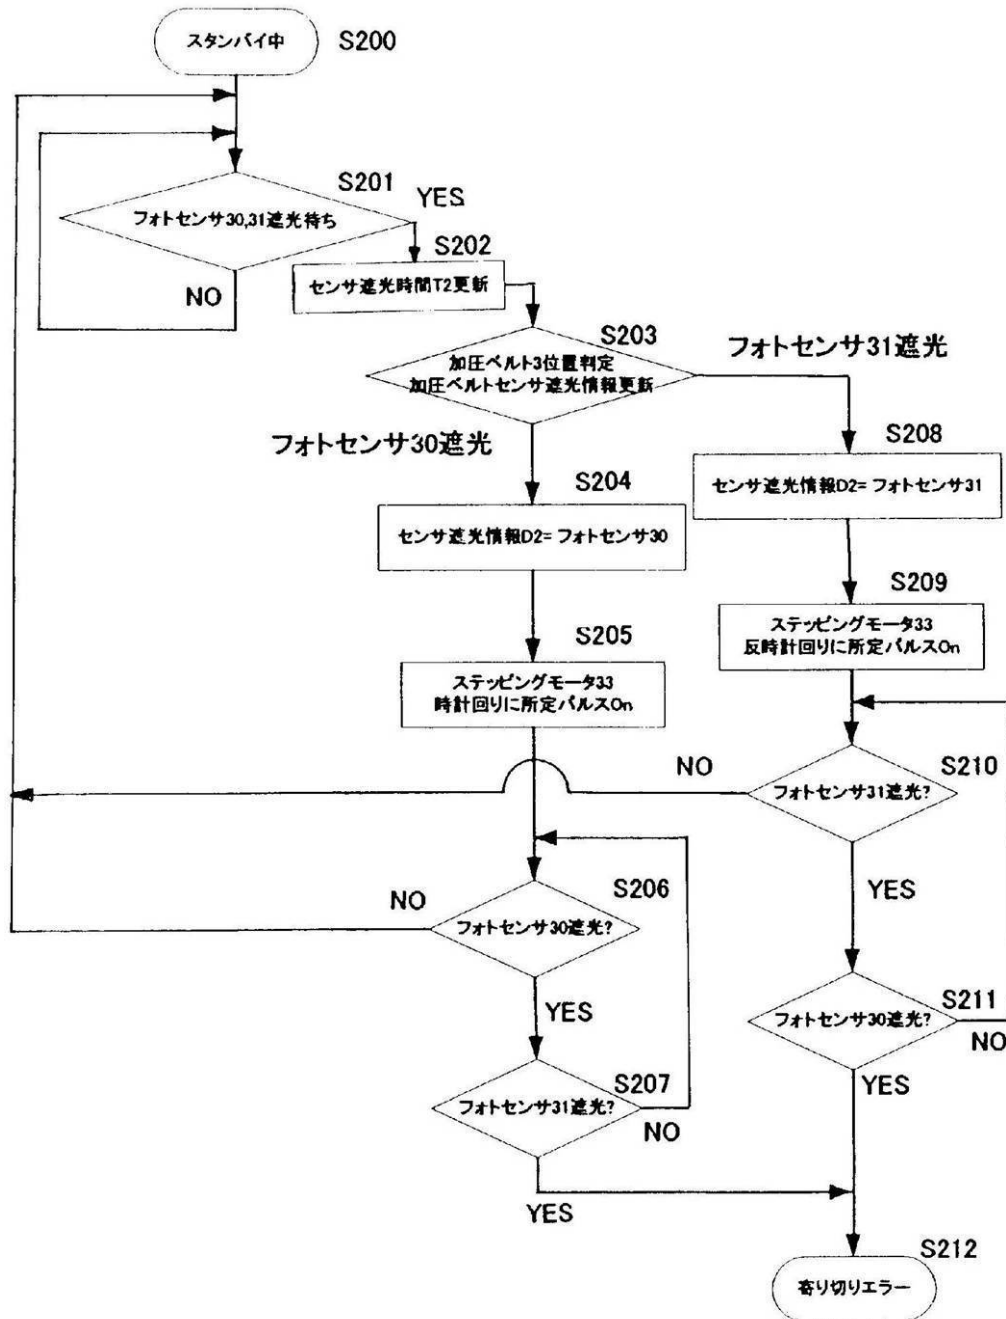 スタンバイ中
S200
S201
YES
フォトセンサ30,31遮光待ち
NO
S202
センサ遮光時間T2更新
S203
加圧ベルト3位置判定
加圧ベルトセンサ遮光情報更新
フォトセンサ31遮光
フォトセンサ30遮光
S204
センサ遮光情報D2=フォトセンサ30
S208
センサ遮光情報D2=フォトセンサ31
S205
ステッピングモータ33
時計回りに所定パルスOn
S209
ステッピングモータ33
反時計回りに所定パルスOn
NO
S210
フォトセンサ31遮光?
YES
NO
S206
フォトセンサ30遮光?
YES
S211
フォトセンサ30遮光?
NO
YES
S207
フォトセンサ31遮光?
NO
YES
S212
寄り切りエラー